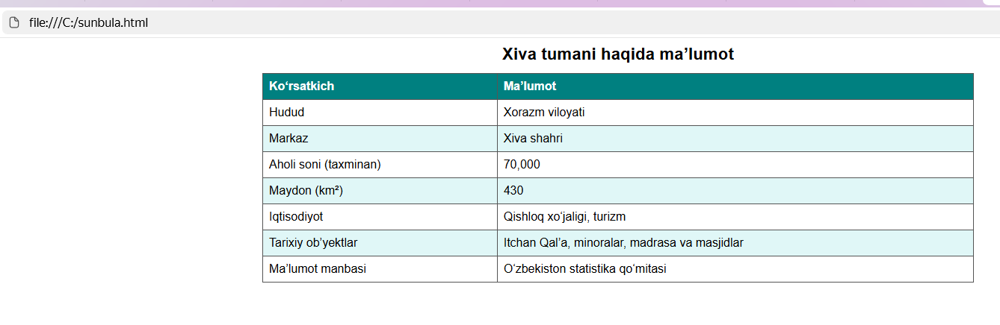 file:///C:/sunbula.html
Xiva tumani haqida ma’lumot
Ko‘rsatkich Ma’lumot
Hudud Xorazm viloyati
Markaz Xiva shahri
Aholi soni (taxminan) 70,000
Maydon (km²) 430
Iqtisodiyot Qishloq xo‘jaligi, turizm
Tarixiy ob’yektlar Itchan Qal’a, minoralar, madrasa va masjidlar
Ma’lumot manbasi O‘zbekiston statistika qo‘mitasi